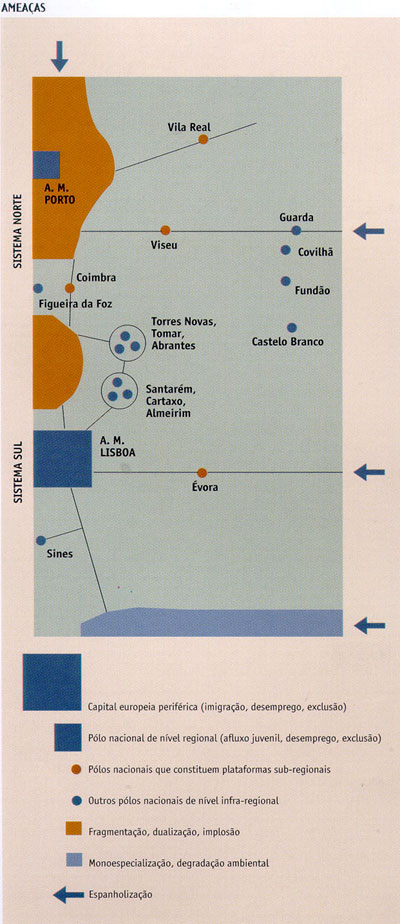 AMEAÇAS
Vila Real
A. M.
PORTO
SISTEMA NORTE
Guarda
Viseu
Covilhã
Coimbra
Fundão
Figueira da Foz
Torres Novas,
Tomar,
Abrantes
Castelo Branco
Santarém,
Cartaxo,
Almeirim
A. M.
LISBOA
SISTEMA SUL
Évora
Sines
Capital europeia periférica (imigração, desemprego, exclusão)
Pólo nacional de nível regional (afluxo juvenil, desemprego, exclusão)
Pólos nacionais que constituem plataformas sub-regionais
Outros pólos nacionais de nível infra-regional
Fragmentação, dualização, implosão
Monoespecialização, degradação ambiental
Espanholização